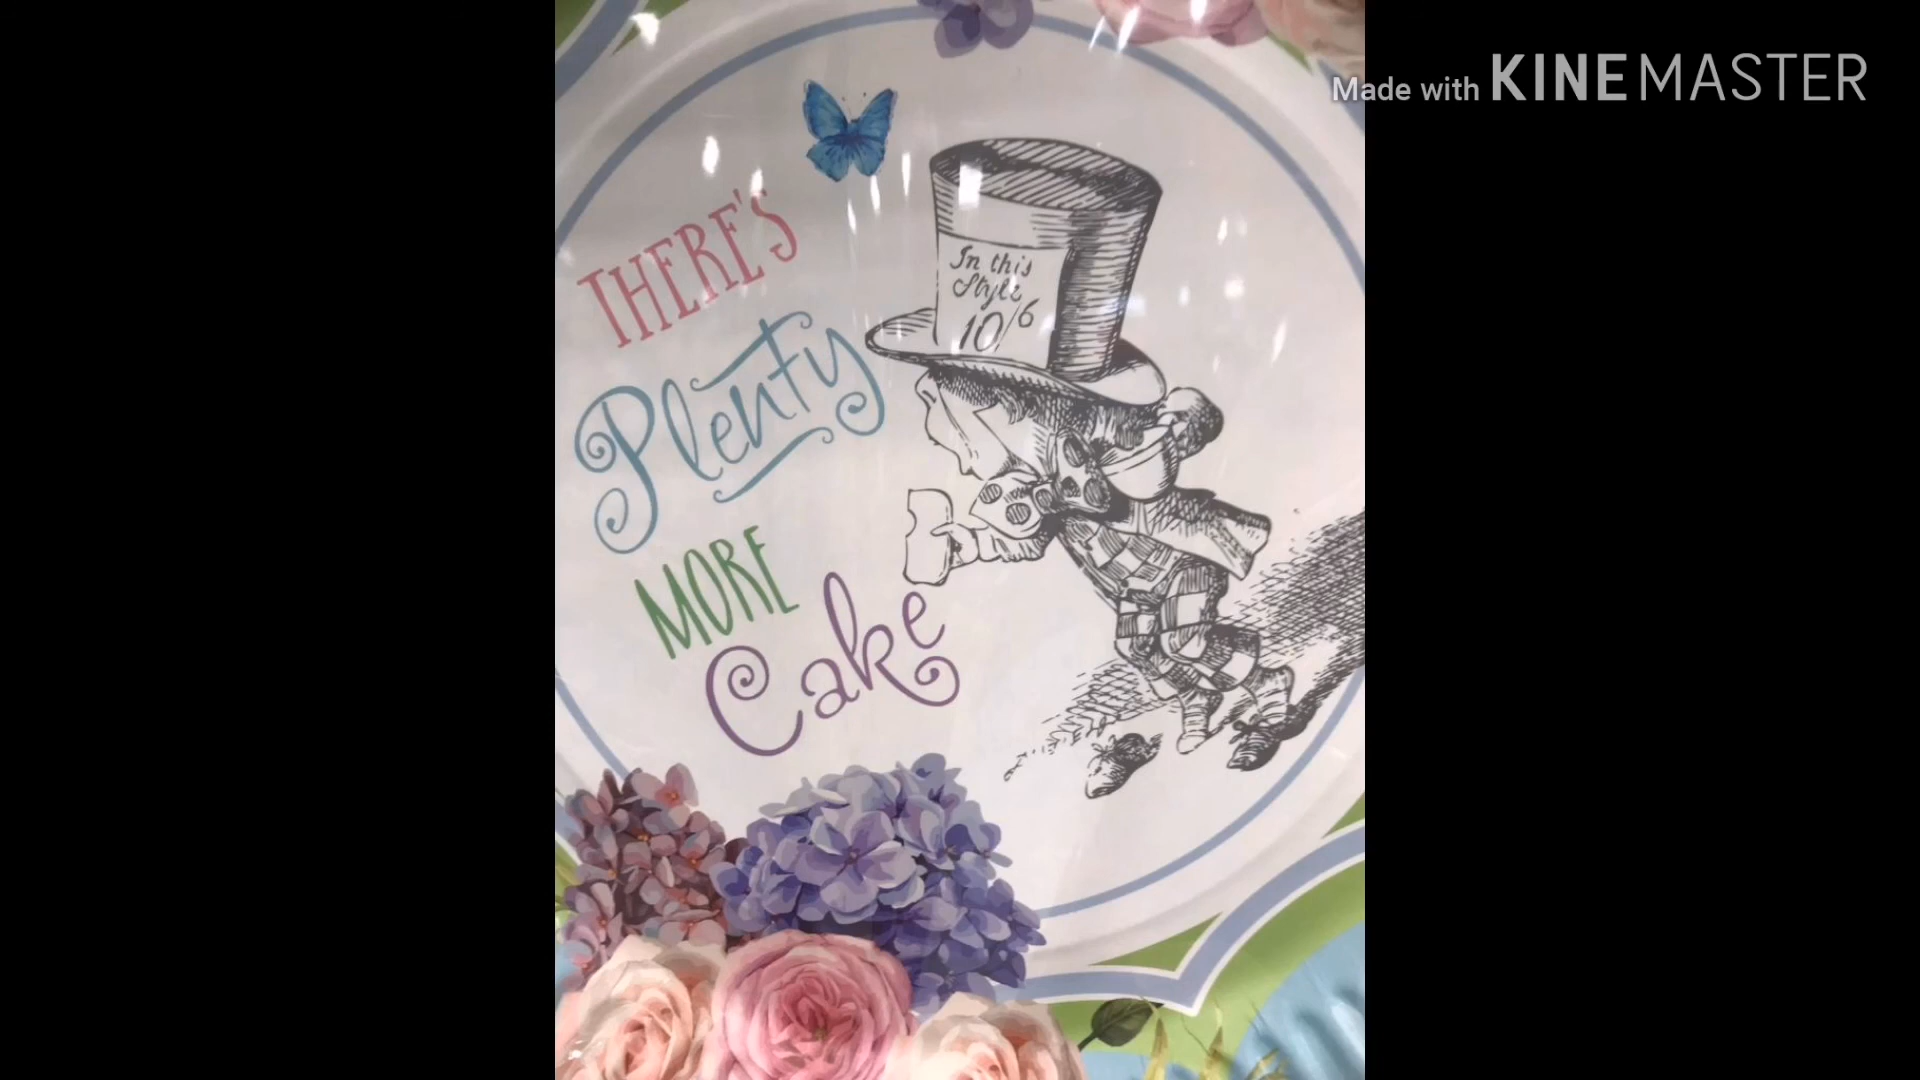 Made with KINEMASTER
THERE'S
Plenty
MORE
Cake
In this
Style
10/6